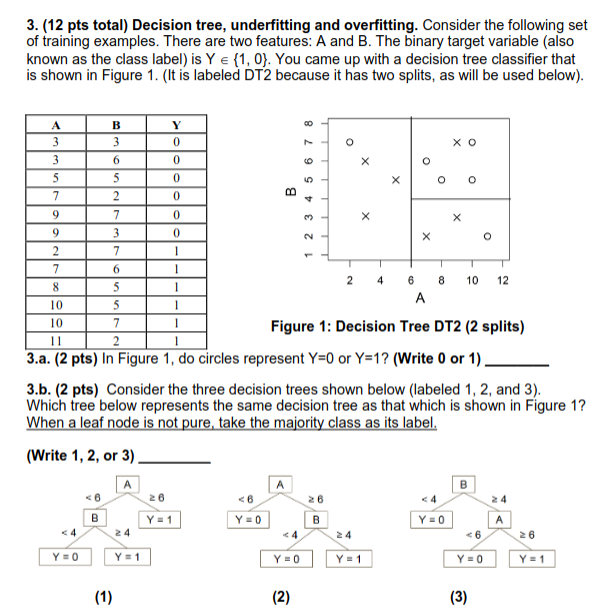 3. (12 pts total) Decision tree, underfitting and overfitting. Consider the following set
of training examples. There are two features: A and B. The binary target variable (also
known as the class label) is Y ∈ {1, 0}. You came up with a decision tree classifier that
is shown in Figure 1. (It is labeled DT2 because it has two splits, as will be used below).
A B Y
3 3 0
3 6 0
5 5 0
7 2 0
9 7 0
9 3 0
2 7 1
7 6 1
8 5 1
10 5 1
10 7 1
11 2 1
B
1 2 3 4 5 6 7 8
2 4 6 8 10 12
A
Figure 1: Decision Tree DT2 (2 splits)
3.a. (2 pts) In Figure 1, do circles represent Y=0 or Y=1? (Write 0 or 1)
3.b. (2 pts) Consider the three decision trees shown below (labeled 1, 2, and 3).
Which tree below represents the same decision tree as that which is shown in Figure 1?
When a leaf node is not pure, take the majority class as its label.
(Write 1, 2, or 3)
A
< 6 ≥ 6
B Y = 1
< 4 ≥ 4
Y = 0 Y = 1
(1)
A
< 6 ≥ 6
Y = 0 B
< 4 ≥ 4
Y = 0 Y = 1
(2)
B
< 4 ≥ 4
Y = 0 A
< 6 ≥ 6
Y = 0 Y = 1
(3)